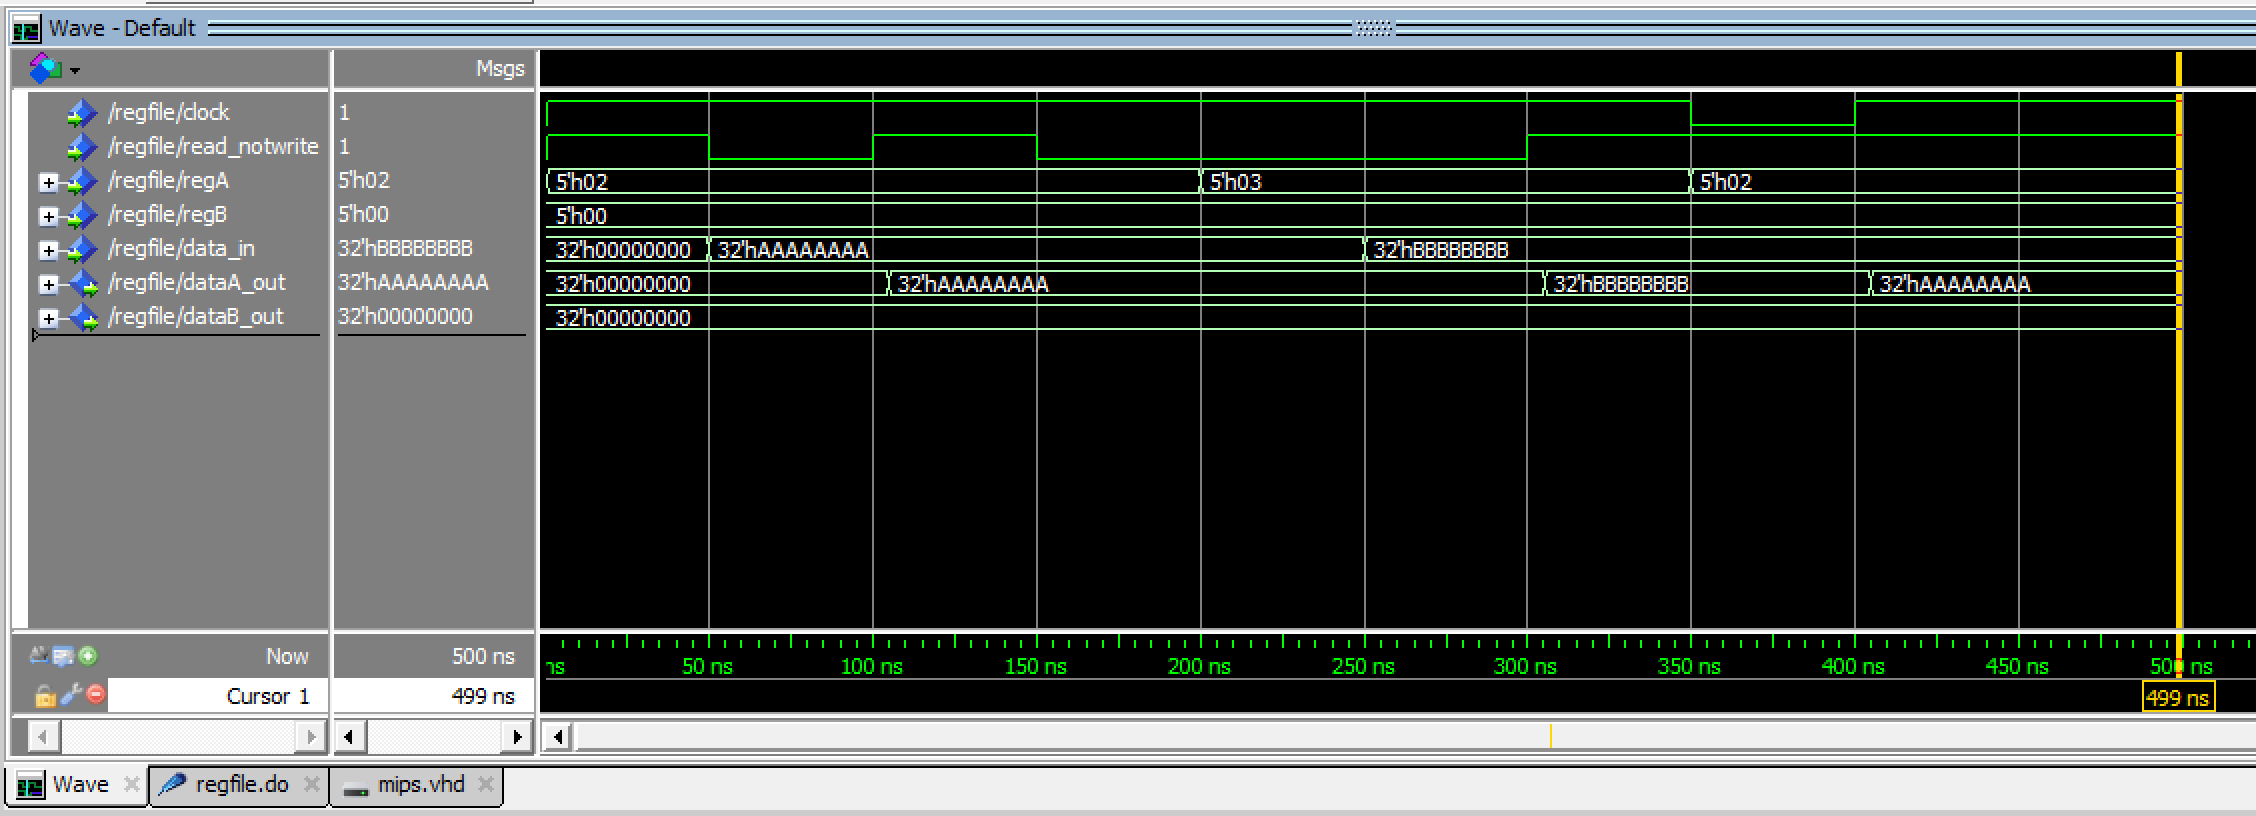 Wave - Default
Msgs
/regfile/clock 1
/regfile/read_notwrite 1
/regfile/regA 5'h02 5'h02 5'h03 5'h02
/regfile/regB 5'h00 5'h00
/regfile/data_in 32'hBBBBBBBB 32'h00000000 32'hAAAAAAAA 32'hBBBBBBBB
/regfile/dataA_out 32'hAAAAAAAA 32'h00000000 32'hAAAAAAAA 32'hBBBBBBBB 32'hAAAAAAAA
/regfile/dataB_out 32'h00000000 32'h00000000
Now 500 ns ns 50 ns 100 ns 150 ns 200 ns 250 ns 300 ns 350 ns 400 ns 450 ns 500 ns
Cursor 1 499 ns 499 ns
Wave regfile.do mips.vhd